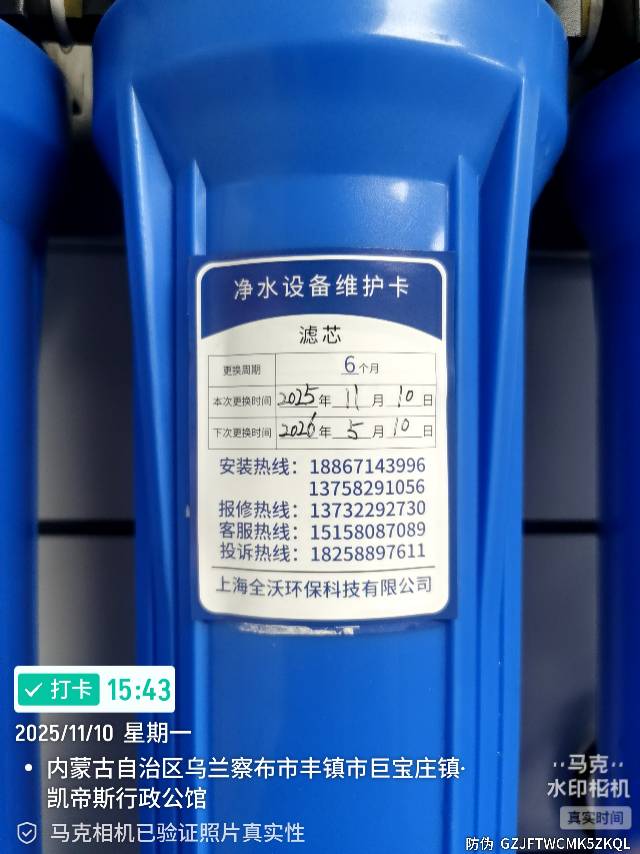 净水设备维护卡
滤芯
更换周期 6个月
本次更换时间 2025年 11月 10日
下次更换时间 2026年 5月 10日
安装热线：18867143996
13758291056
报修热线：13732292730
客服热线：15158087089
投诉热线：18258897611
上海全沃环保科技有限公司
打卡 15:43
2025/11/10 星期一
• 内蒙古自治区乌兰察布市丰镇市巨宝庄镇·
凯帝斯行政公馆
马克相机已验证照片真实性
马克
水印相机
真实时间
防伪 GZJFTWCMK5ZKQL